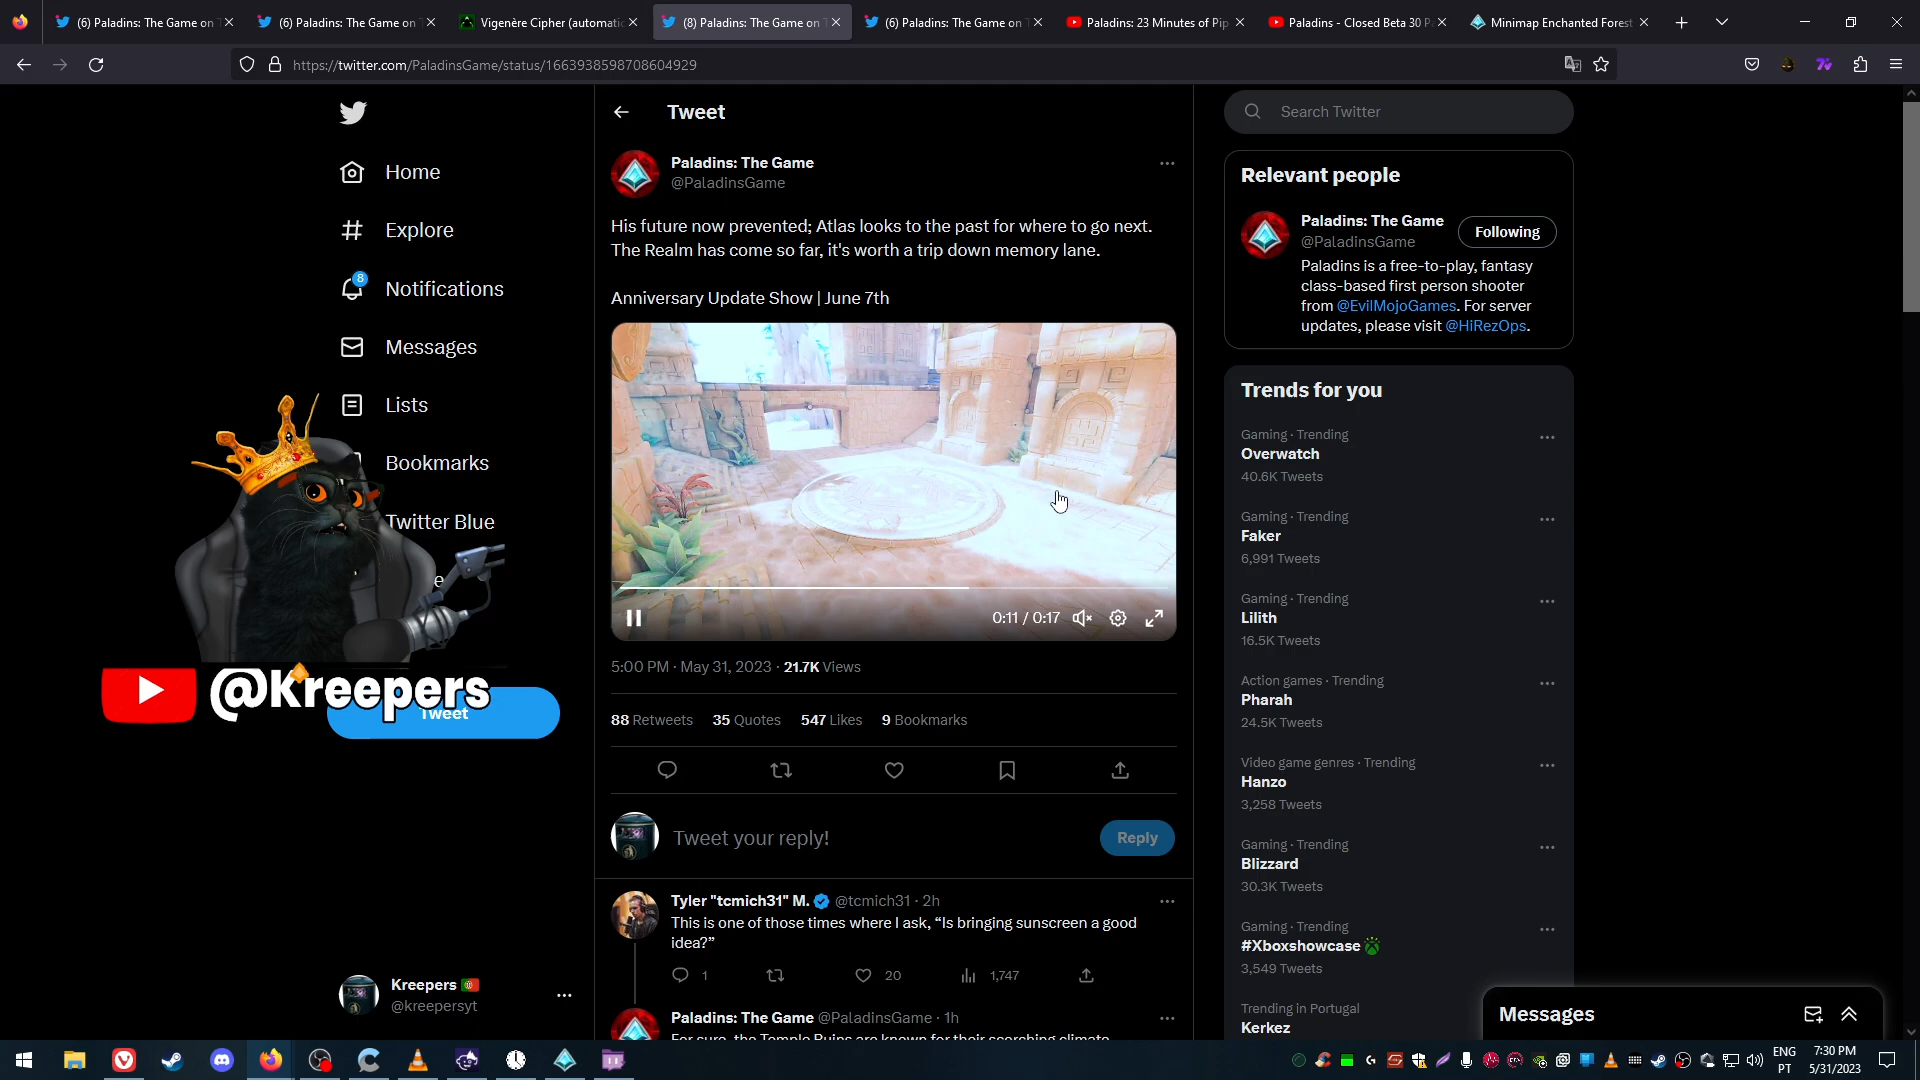 (6) Paladins: The Game on T
(6) Paladins: The Game on T
Vigenère Cipher (automatic
(8) Paladins: The Game on T
(6) Paladins: The Game on T
Paladins: 23 Minutes of Pip
Paladins - Closed Beta 30 P
Minimap Enchanted Forest
https://twitter.com/PaladinsGame/status/1663938598708604929
Home
Explore
8
Notifications
Messages
Lists
Bookmarks
Twitter Blue
@Kreepers
Tweet
Kreepers
@kreepersyt
Tweet
Paladins: The Game
@PaladinsGame
His future now prevented; Atlas looks to the past for where to go next.
The Realm has come so far, it's worth a trip down memory lane.
Anniversary Update Show | June 7th
0:11 / 0:17
5:00 PM · May 31, 2023 · 21.7K Views
88 Retweets 35 Quotes 547 Likes 9 Bookmarks
Tweet your reply!
Reply
Tyler "tcmich31" M. @tcmich31 · 2h
This is one of those times where I ask, “Is bringing sunscreen a good
idea?”
1
20
1,747
Paladins: The Game @PaladinsGame · 1h
For sure, the Temple Ruins are known for their scorching climate
Search Twitter
Relevant people
Paladins: The Game
@PaladinsGame
Following
Paladins is a free-to-play, fantasy
class-based first person shooter
from @EvilMojoGames. For server
updates, please visit @HiRezOps.
Trends for you
Gaming · Trending
Overwatch
40.6K Tweets
Gaming · Trending
Faker
6,991 Tweets
Gaming · Trending
Lilith
16.5K Tweets
Action games · Trending
Pharah
24.5K Tweets
Video game genres · Trending
Hanzo
3,258 Tweets
Gaming · Trending
Blizzard
30.3K Tweets
Gaming · Trending
#Xboxshowcase
3,549 Tweets
Trending in Portugal
Kerkez
Messages
ENG
PT
7:30 PM
5/31/2023